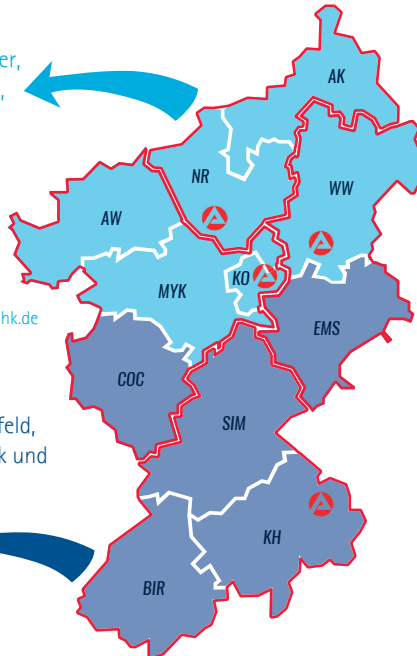 er,
,
AK
NR
WW
AW
KO
MYK
hk.de
EMS
COC
feld,
SIM
k und
KH
BIR